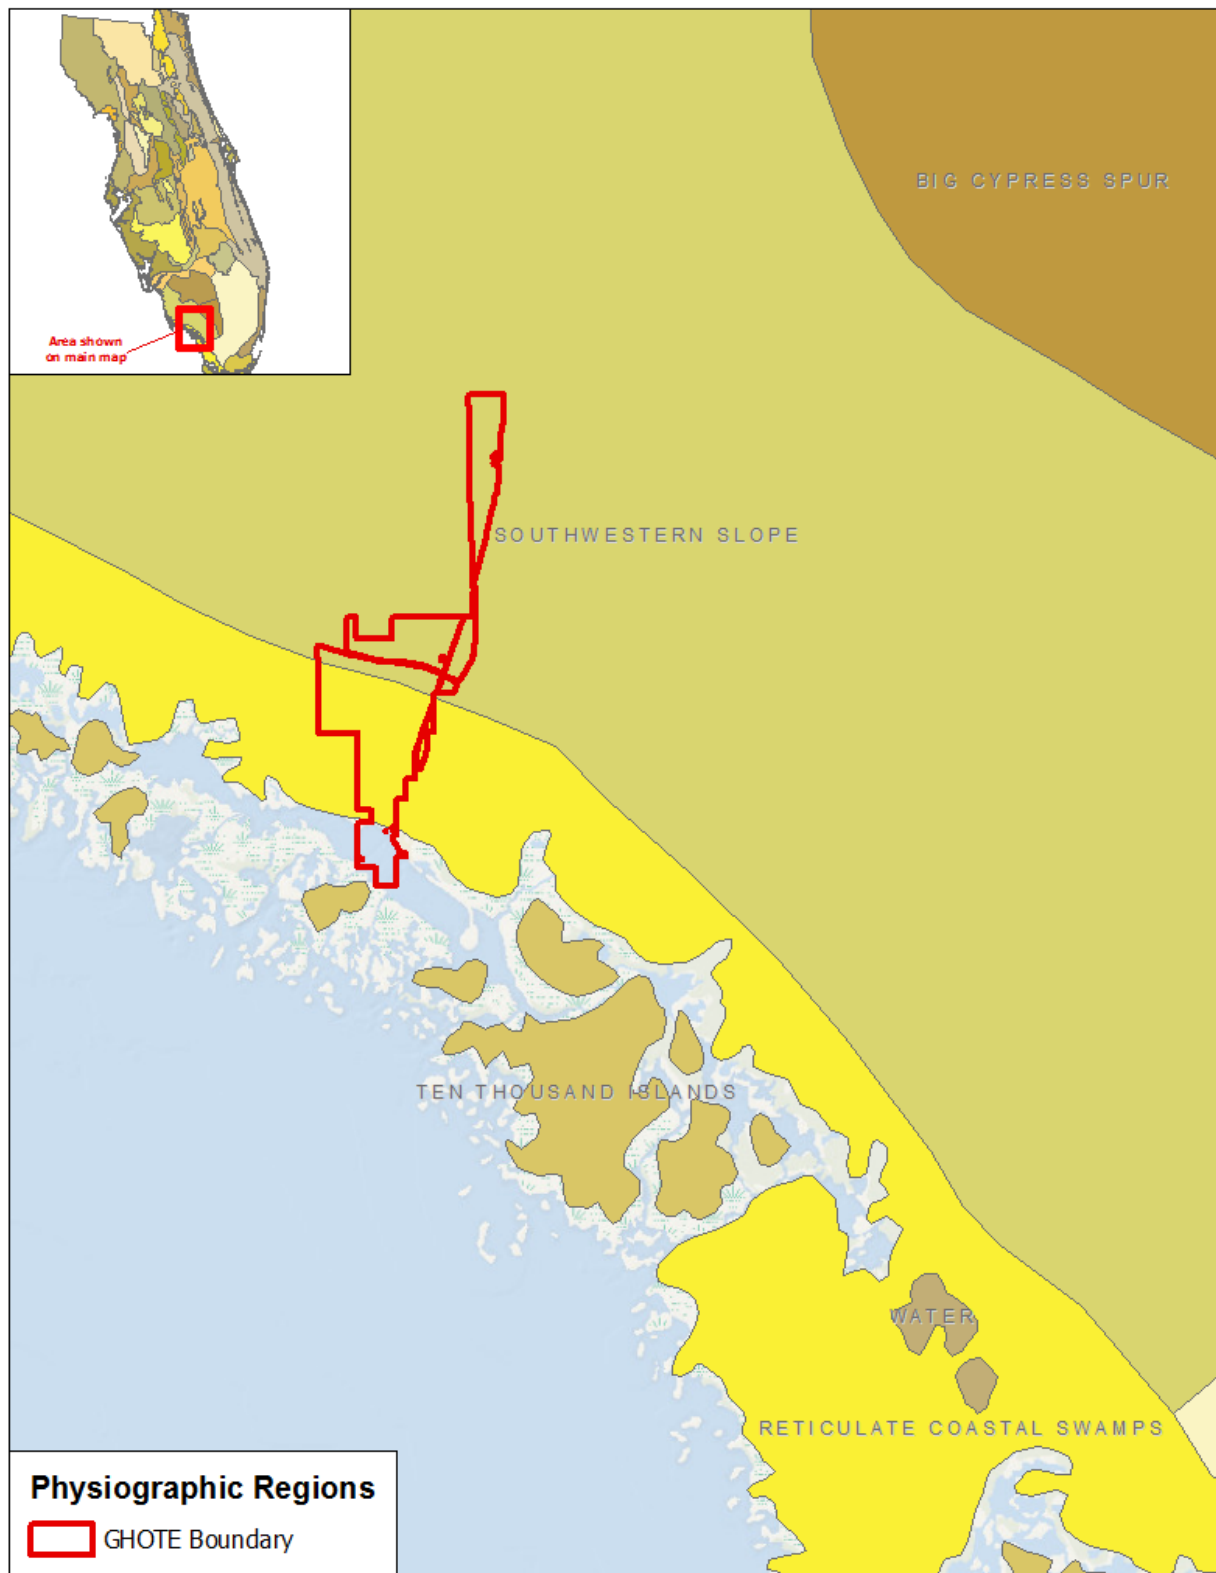 BIG CYPRESS SPUR
Area shown
on main map
SOUTHWESTERN SLOPE
TEN THOUSAND ISLANDS
WATER
RETICULATE COASTAL SWAMPS
Physiographic Regions
GHOTE Boundary